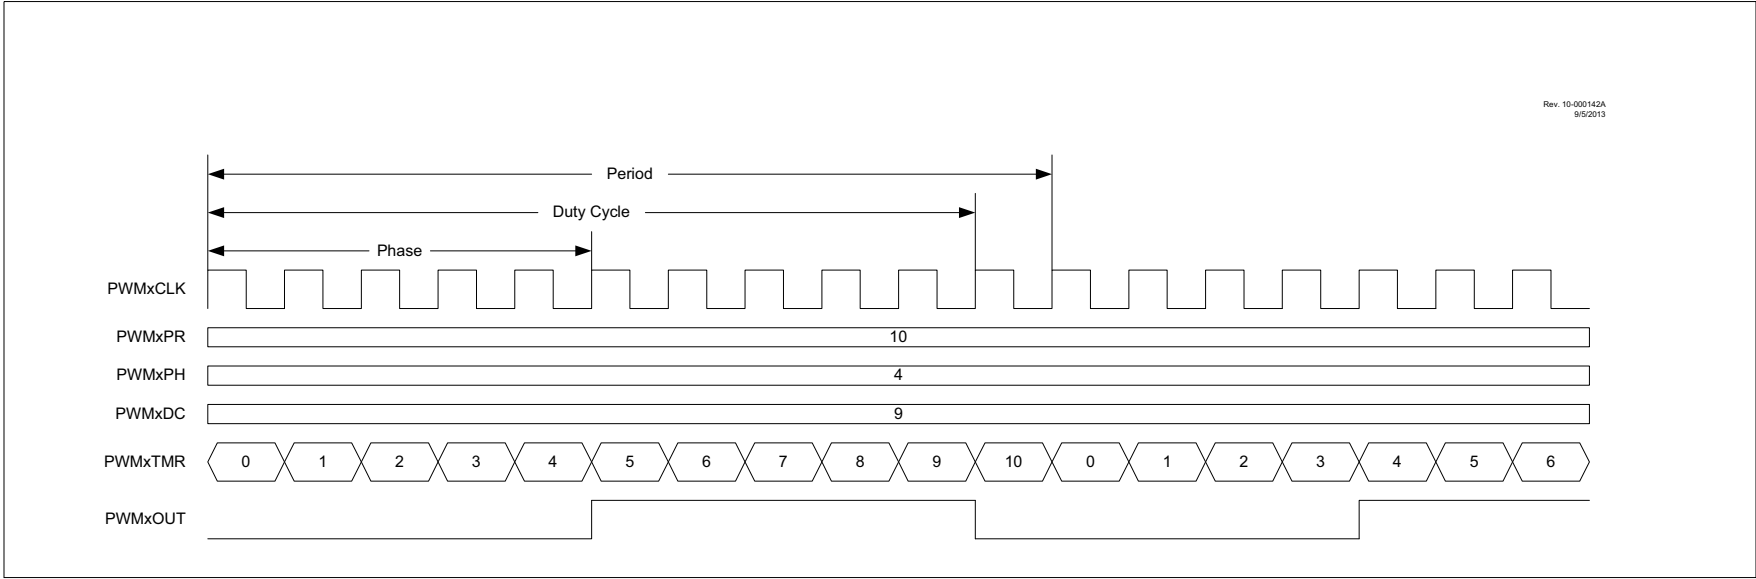 Rev. 10-000142A
9/5/2013
Period
Duty Cycle
Phase
PWMxCLK
PWMxPR 10
PWMxPH 4
PWMxDC 9
PWMxTMR 0 1 2 3 4 5 6 7 8 9 10 0 1 2 3 4 5 6
PWMxOUT